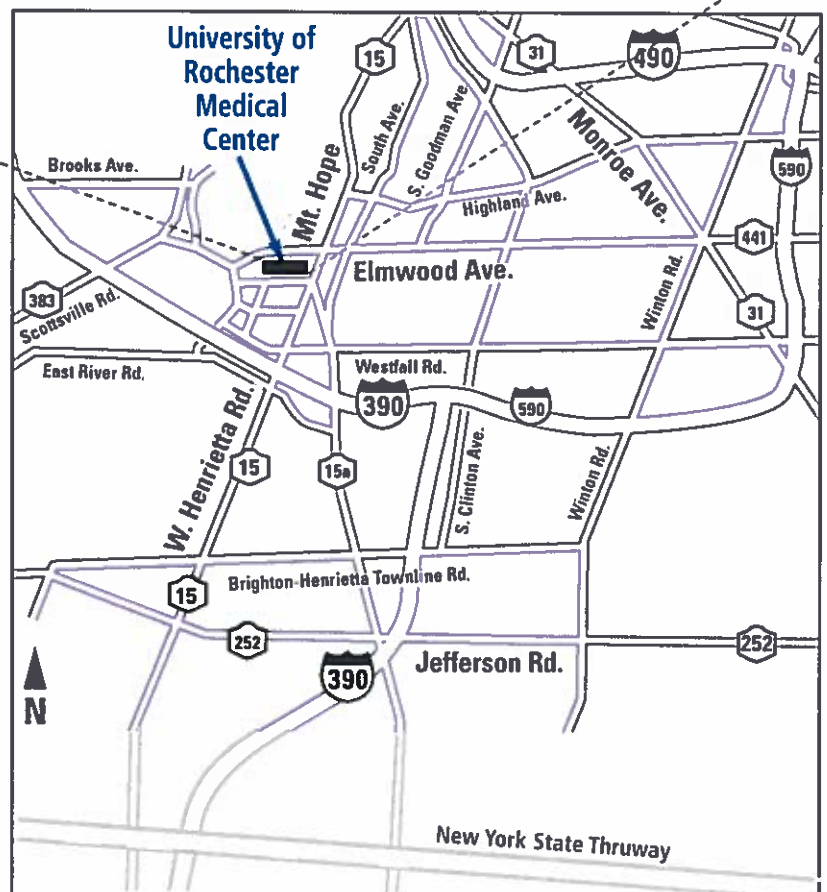 University of
Rochester
Medical
Center
15
31
490
Brooks Ave.
South Ave.
S. Goodman Ave.
Monroe Ave.
590
Mt. Hope
Highland Ave.
441
Elmwood Ave.
383
Scottsville Rd.
Winton Rd.
31
East River Rd.
Westfall Rd.
390
590
W. Henrietta Rd.
15
15a
S. Clinton Ave.
Winton Rd.
15
Brighton-Henrietta Townline Rd.
252
252
Jefferson Rd.
390
N
New York State Thruway